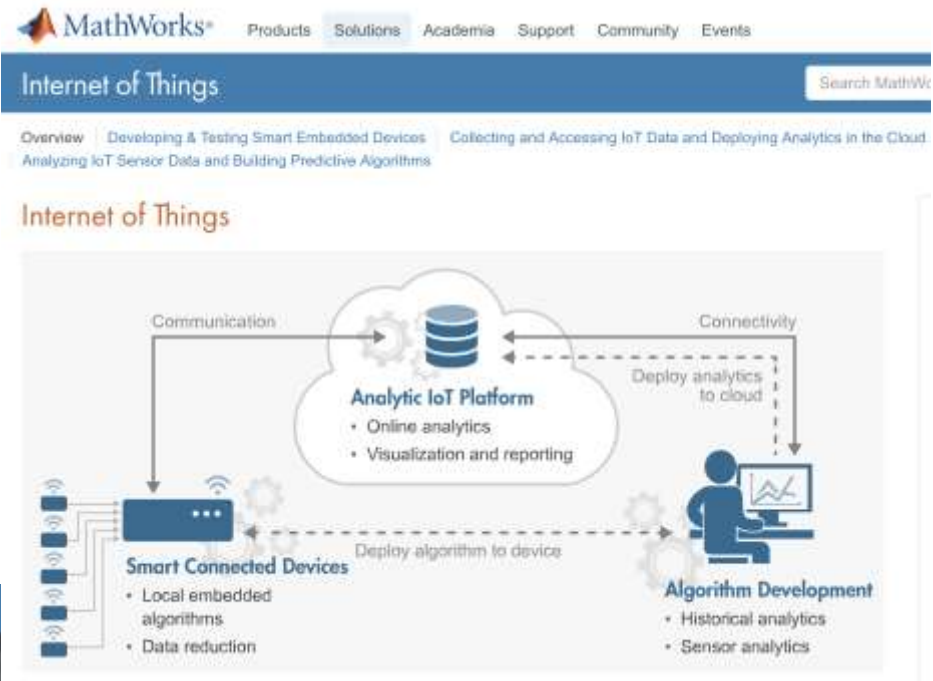 MathWorks®
Products Solutions Academia Support Community Events
Internet of Things
Search
Overview Developing & Testing Smart Embedded Devices Collecting and Accessing IoT Data and Deploying Analytics in the Cloud
Analyzing IoT Sensor Data and Building Predictive Algorithms
Internet of Things
Communication
Connectivity
Deploy analytics
to cloud
Analytic IoT Platform
• Online analytics
• Visualization and reporting
Deploy algorithm to device
Smart Connected Devices
• Local embedded
algorithms
• Data reduction
Algorithm Development
• Historical analytics
• Sensor analytics